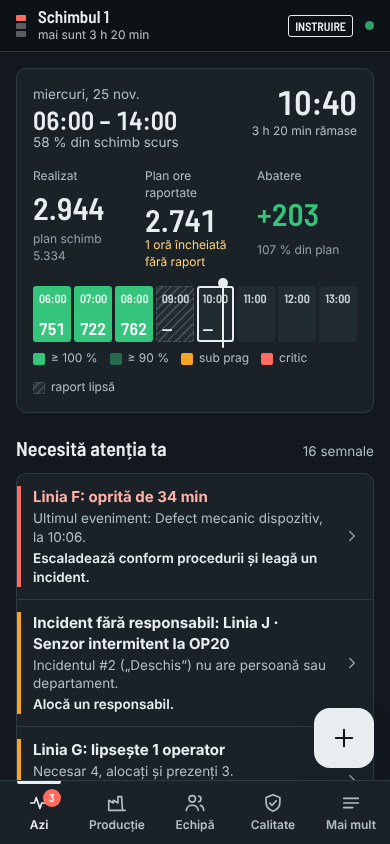 Schimbul 1
mai sunt 3 h 20 min
INSTRUIRE
miercuri, 25 nov.
06:00 – 14:00
58 % din schimb scurs
10:40
3 h 20 min rămase
Realizat
2.944
plan schimb
5.334
Plan ore
raportate
2.741
1 oră încheiată
fără raport
Abatere
+203
107 % din plan
06:00 07:00 08:00 09:00 10:00 11:00 12:00 13:00
751 722 762 – –
≥ 100 % ≥ 90 % sub prag critic
raport lipsă
Necesită atenția ta
16 semnale
Linia F: oprită de 34 min
Ultimul eveniment: Defect mecanic dispozitiv,
la 10:06.
Escaladează conform procedurii și leagă un
incident.
Incident fără responsabil: Linia J ·
Senzor intermitent la OP20
Incidentul #2 („Deschis”) nu are persoană sau
departament.
Alocă un responsabil.
Linia G: lipsește 1 operator
Necesar 4, alocați și prezenți 3.
3
Azi Producție Echipă Calitate Mai mult